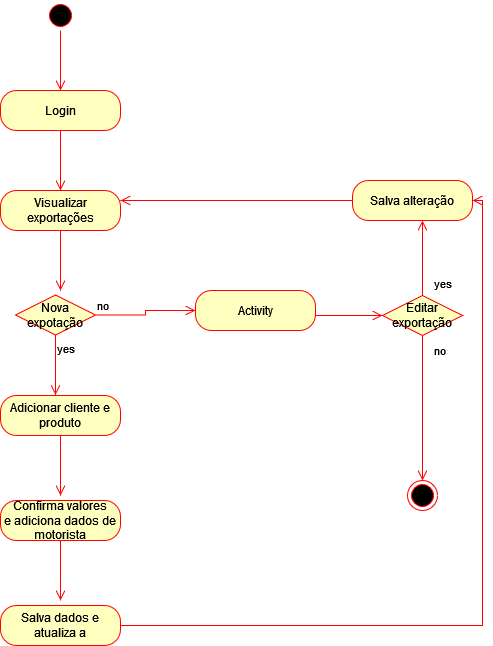 Login
Visualizar
exportações
Salva alteração
Nova
expotação
no
yes
Activity
yes
Editar
exportação
no
Adicionar cliente e
produto
Confirma valores
e adiciona dados de
motorista
Salva dados e
atualiza a